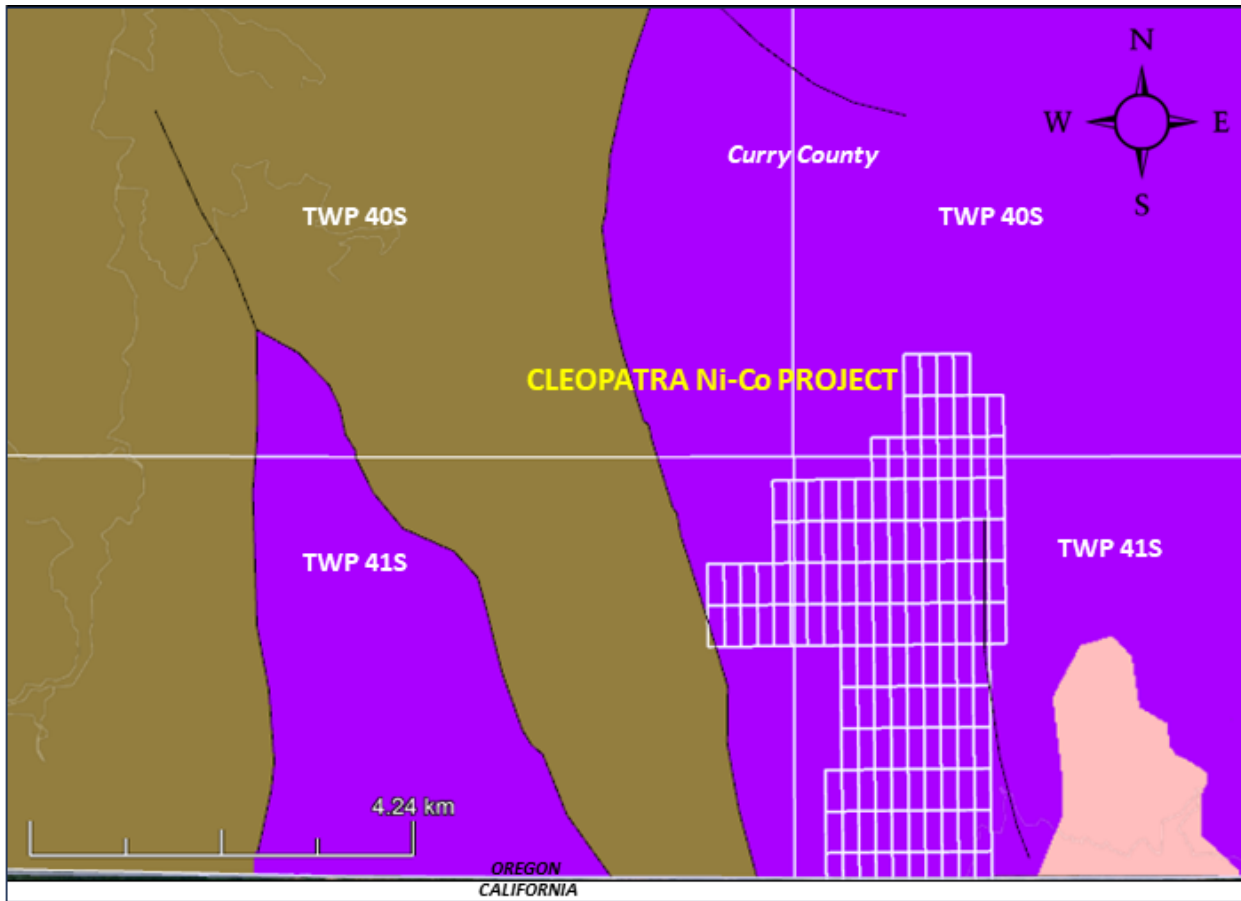 N
Curry County
W E
S
TWP 40S
TWP 40S
CLEOPATRA Ni-Co PROJECT
TWP 41S
TWP 41S
4.24 km
OREGON
CALIFORNIA